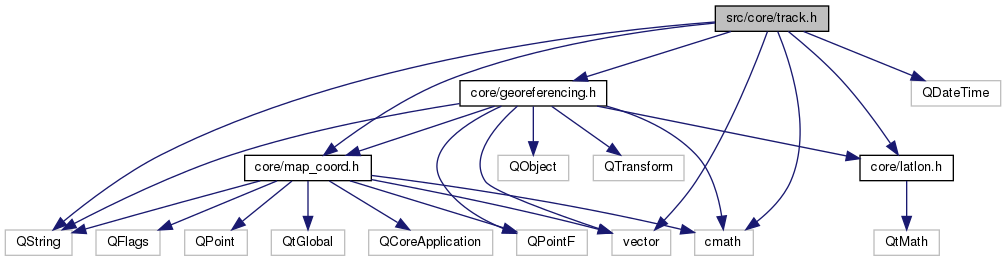 src/core/track.h
core/georeferencing.h
QDateTime
core/map_coord.h
QObject
QTransform
core/latlon.h
QString
QFlags
QPoint
QtGlobal
QCoreApplication
QPointF
vector
cmath
QtMath